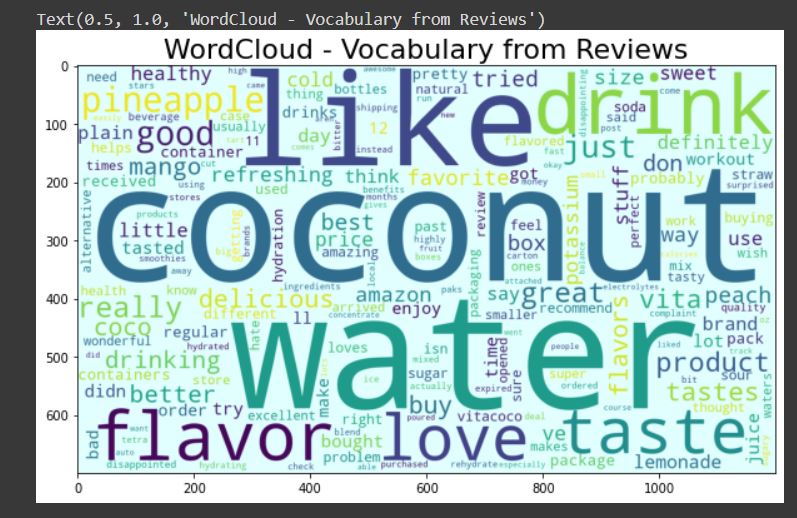 Text(0.5, 1.0, 'WordCloud - Vocabulary from Reviews')
WordCloud - Vocabulary from Reviews
0
100
200
300
400
500
600
0 200 400 600 800 1000
need healthy high cold awesome pretty tried size sweet
stars came thing bottles natural disappointing come
pineapple like drink
beverage case drinks shipping run new soda said
plain good usually day bitter 12 instead flavored post definitely
helps container 11 tart comes fast just
times mango cut refreshing think favorite got okay don workout
received using used benefits money small probably straw
stores months gives potassium stuff perfect surprised
alternative coconut
products little big getting hydration best past review feel work buying
tasted brands price highly box balance way use
smoothies amazing fruit carton calories mix wish
away local boxes ones tasty
health know ingredients paks attached electrolytes
really delicious amazon packaging say great vita peach
different arrived smaller recommend flavors complaint quality
coco regular concentrate enjoy brand oz
wonderful hate ll water went liked lot pack
did hydrated loves isn time opened people track
drinking mixed product
containers store ice sugar expired super bit sour
didn better make lots actually sure ordered tastes
order try excellent right buy vitacoco deal course thought waters
bad want flavor poured love ve taste juice
tetra blend bought makes
auto problem package lemonade
disappointed hydrating check able purchased rehydrate especially